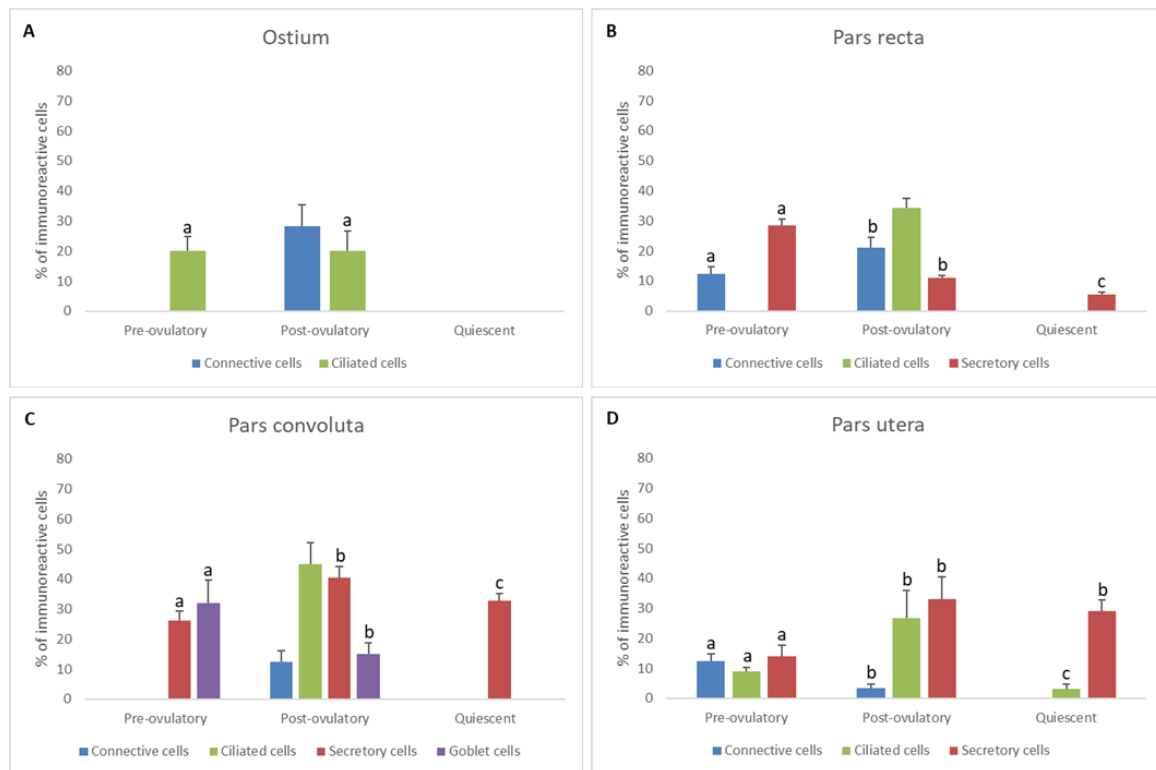 A
Ostium
% of immunoreactive cells
80
70
60
50
40
30
20
10
0
a
a
Pre-ovulatory Post-ovulatory Quiescent
Connective cells Ciliated cells
B
Pars recta
% of immunoreactive cells
80
70
60
50
40
30
20
10
0
a
a
b
b
c
Pre-ovulatory Post-ovulatory Quiescent
Connective cells Ciliated cells Secretory cells
C
Pars convoluta
% of immunoreactive cells
80
70
60
50
40
30
20
10
0
a
a
b
b
c
Pre-ovulatory Post-ovulatory Quiescent
Connective cells Ciliated cells Secretory cells Goblet cells
D
Pars utera
% of immunoreactive cells
80
70
60
50
40
30
20
10
0
a
a
a
b
b
b
c
b
Pre-ovulatory Post-ovulatory Quiescent
Connective cells Ciliated cells Secretory cells